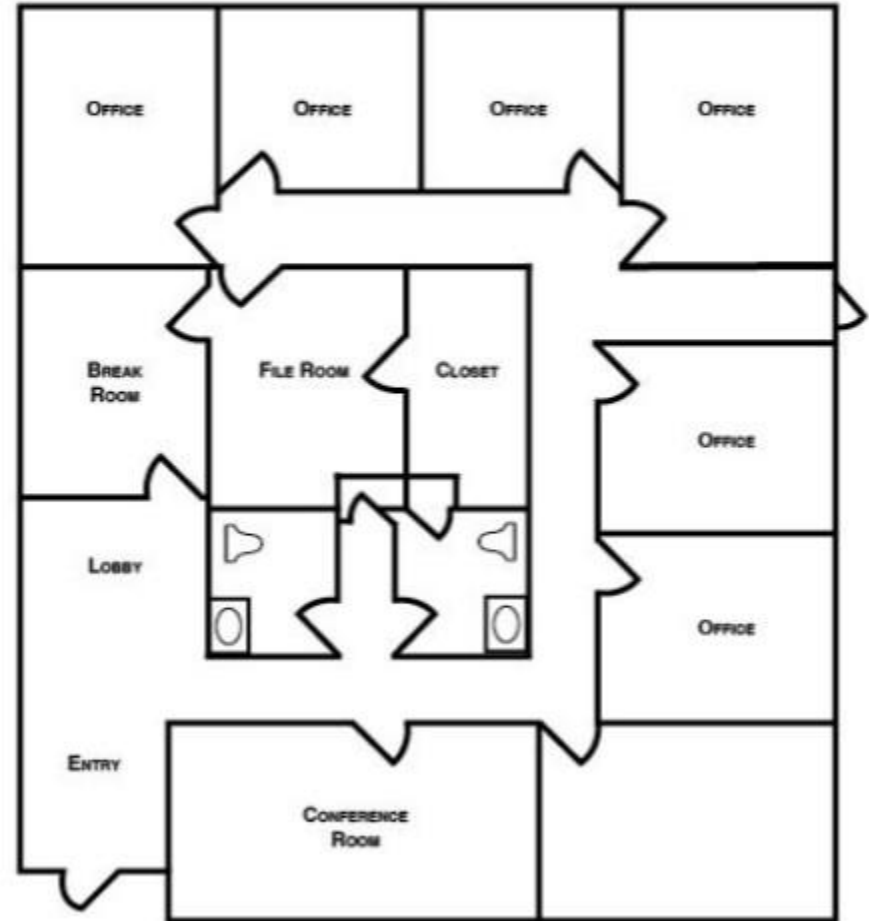 Office
Office
Office
Office
Break
Room
File Room
Closet
Office
Lobby
Office
Entry
Conference
Room